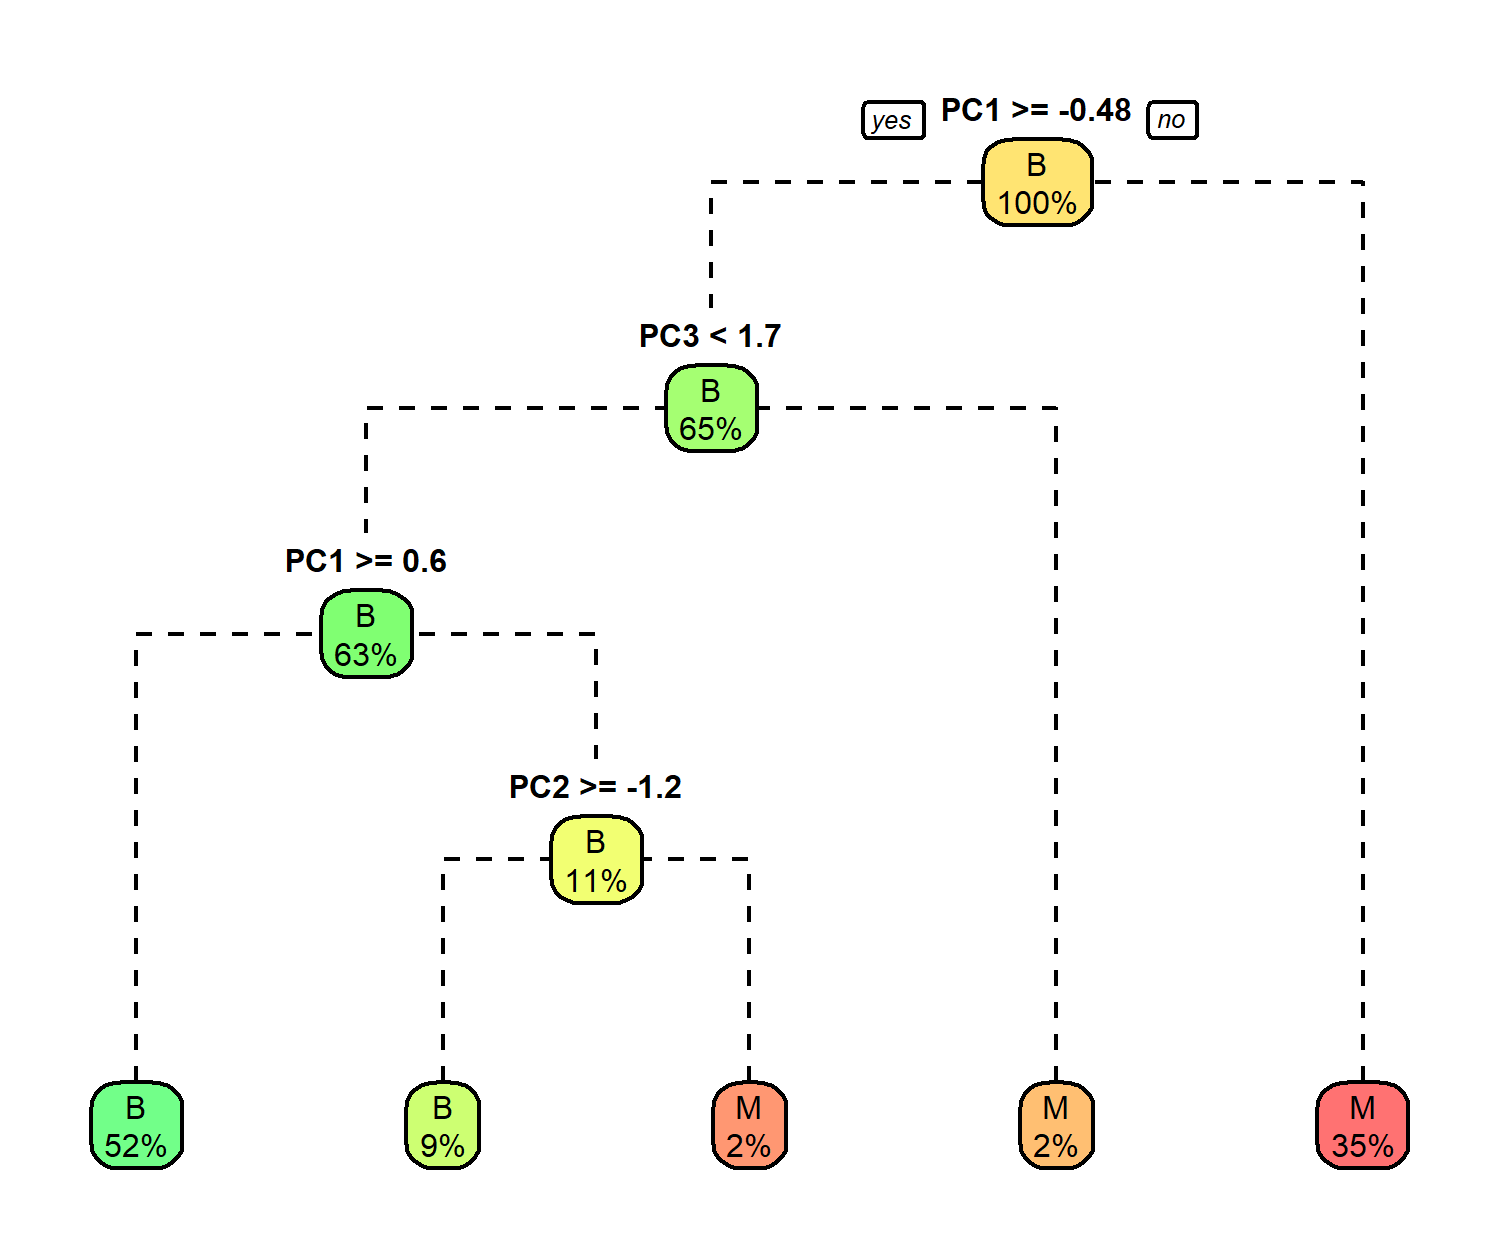 yes
PC1 >= -0.48
no
B
100%
PC3 < 1.7
B
65%
PC1 >= 0.6
B
63%
PC2 >= -1.2
B
11%
B
52%
B
9%
M
2%
M
2%
M
35%